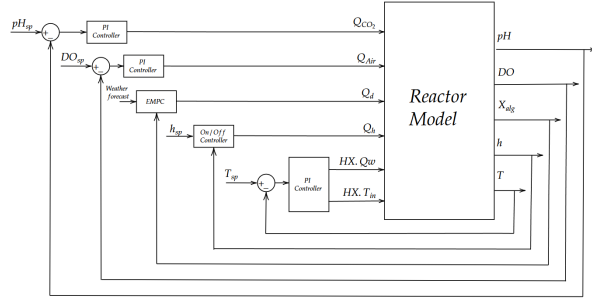 pH_sp
+
−
PI
Controller
Q_CO₂
pH
DO_sp
+
−
PI
Controller
Q_Air
DO
Weather
forecast
EMPC
Q_d
X_alg
h_sp
On/Off
Controller
Q_h
h
T_sp
+
−
PI
Controller
HX.Qw
HX.T_in
T
Reactor
Model